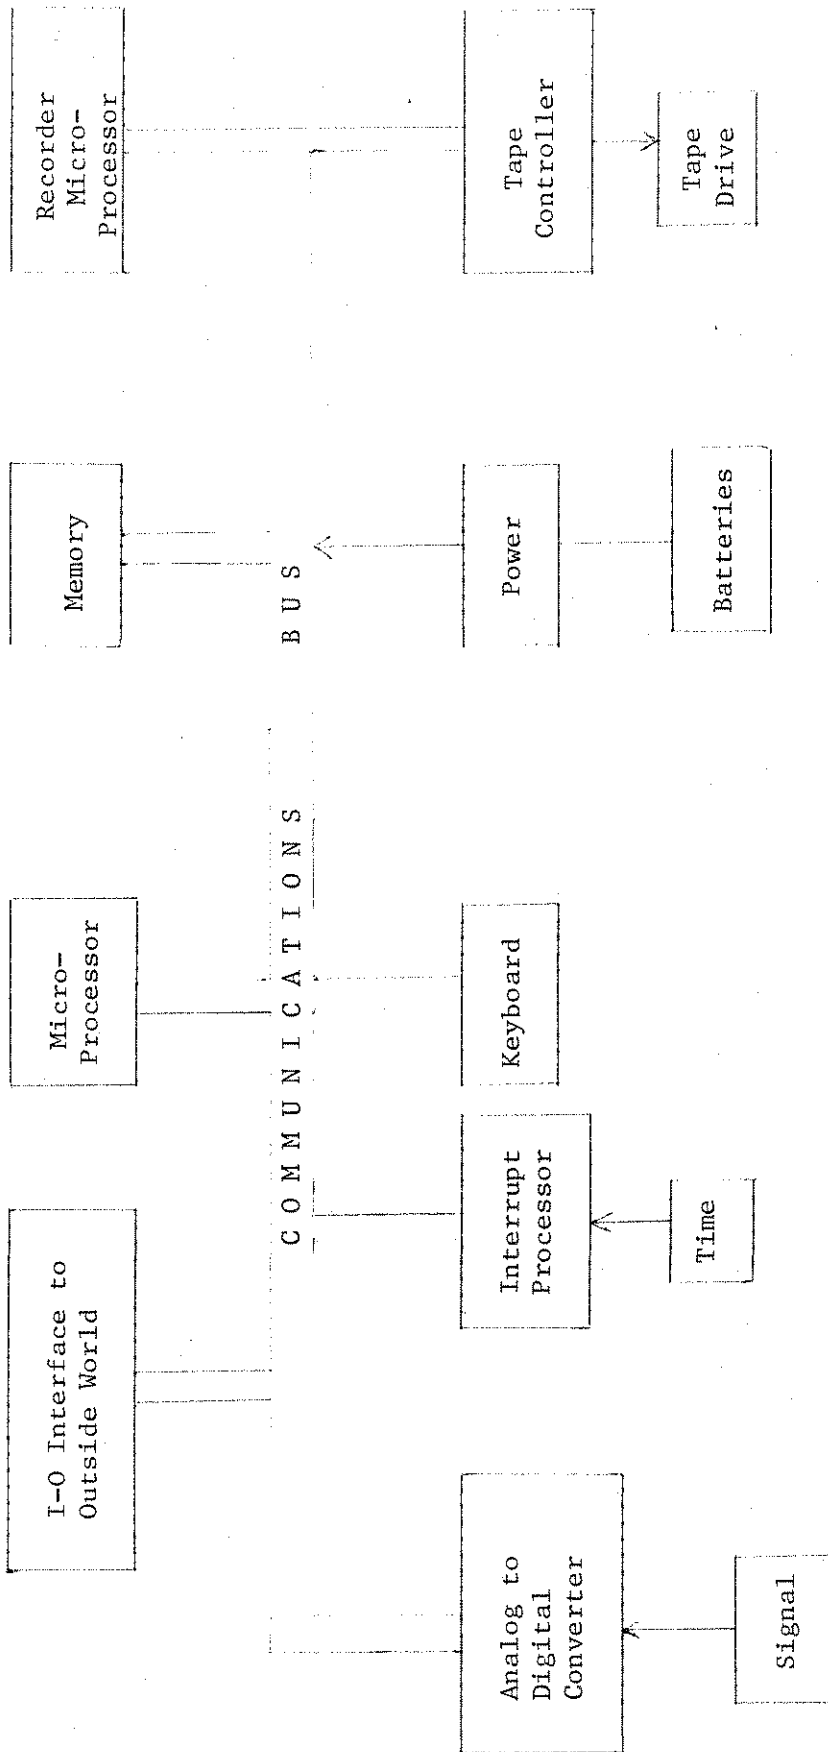 I-O Interface to
Outside World
Micro-
Processor
Memory
Recorder
Micro-
Processor
COMMUNICATIONS BUS
Analog to
Digital
Converter
Interrupt
Processor
Keyboard
Power
Tape
Controller
Signal
Time
Batteries
Tape
Drive